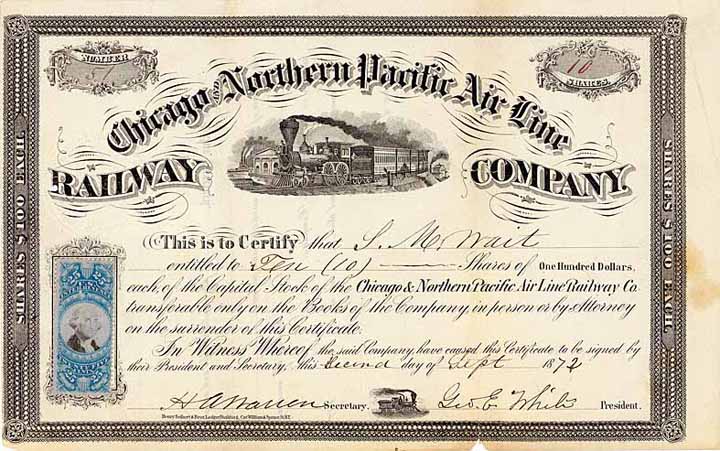 NUMBER
51
10
SHARES.
Chicago AND Northern Pacific Air Line
RAILWAY COMPANY.
SHARES $100 EACH
SHARES $100 EACH
This is to Certify that S. M. Wait
entitled to Ten (10) Shares of One Hundred Dollars,
each, of the Capital Stock of the Chicago & Northern Pacific Air Line Railway Co.
transferable only on the Books of the Company, in person or by Attorney
on the surrender of this Certificate.
In Witness Whereof the said Company have caused this Certificate to be signed by
their President and Secretary, this Second day of Sept 1872
H A Warren Secretary. Geo. E. White President.